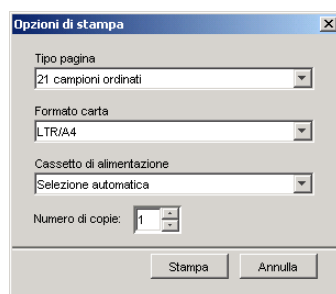 Opzioni di stampa
Tipo pagina
21 campioni ordinati
Formato carta
LTR/A4
Cassetto di alimentazione
Selezione automatica
Numero di copie: 1
Stampa Annulla